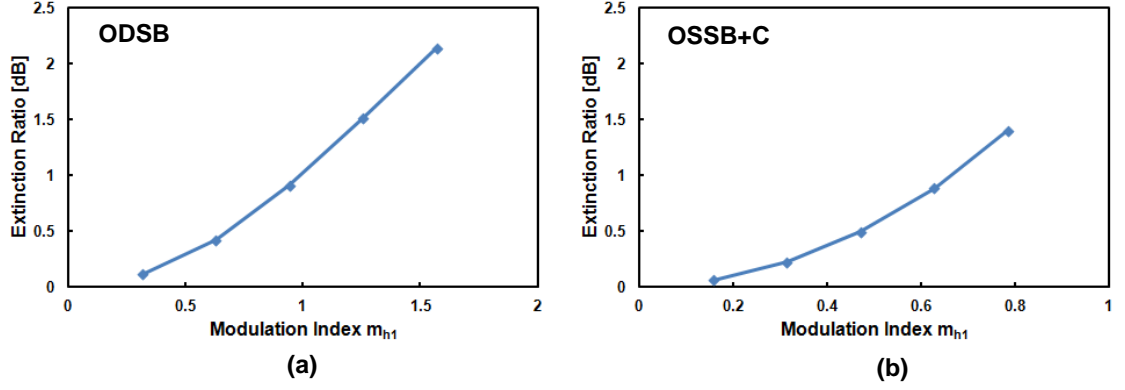 ODSB
Extinction Ratio [dB]
2.5
2
1.5
1
0.5
0
0 0.5 1 1.5 2
Modulation Index m_h1
(a)
OSSB+C
Extinction Ratio [dB]
2.5
2
1.5
1
0.5
0
0 0.2 0.4 0.6 0.8 1
Modulation Index m_h1
(b)